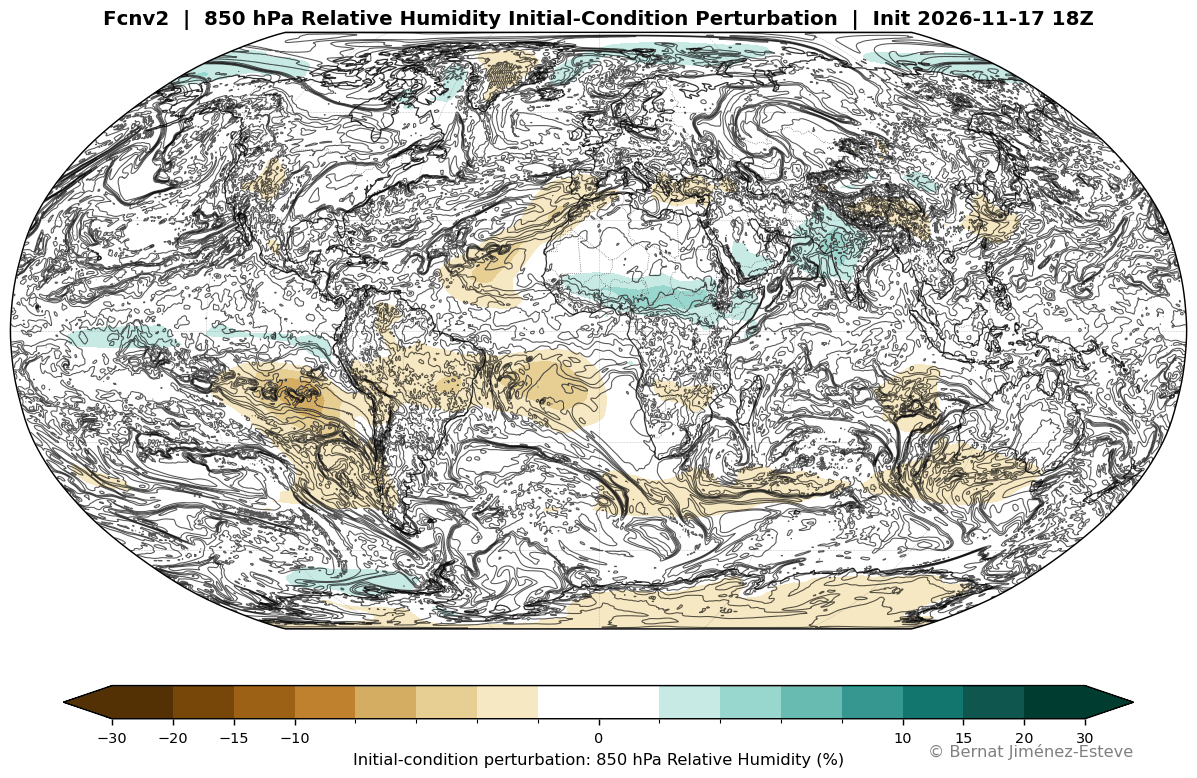 Fcnv2 | 850 hPa Relative Humidity Initial-Condition Perturbation | Init 2026-11-17 18Z
−30 −20 −15 −10 0 10 15 20 30
Initial-condition perturbation: 850 hPa Relative Humidity (%)
© Bernat Jiménez-Esteve